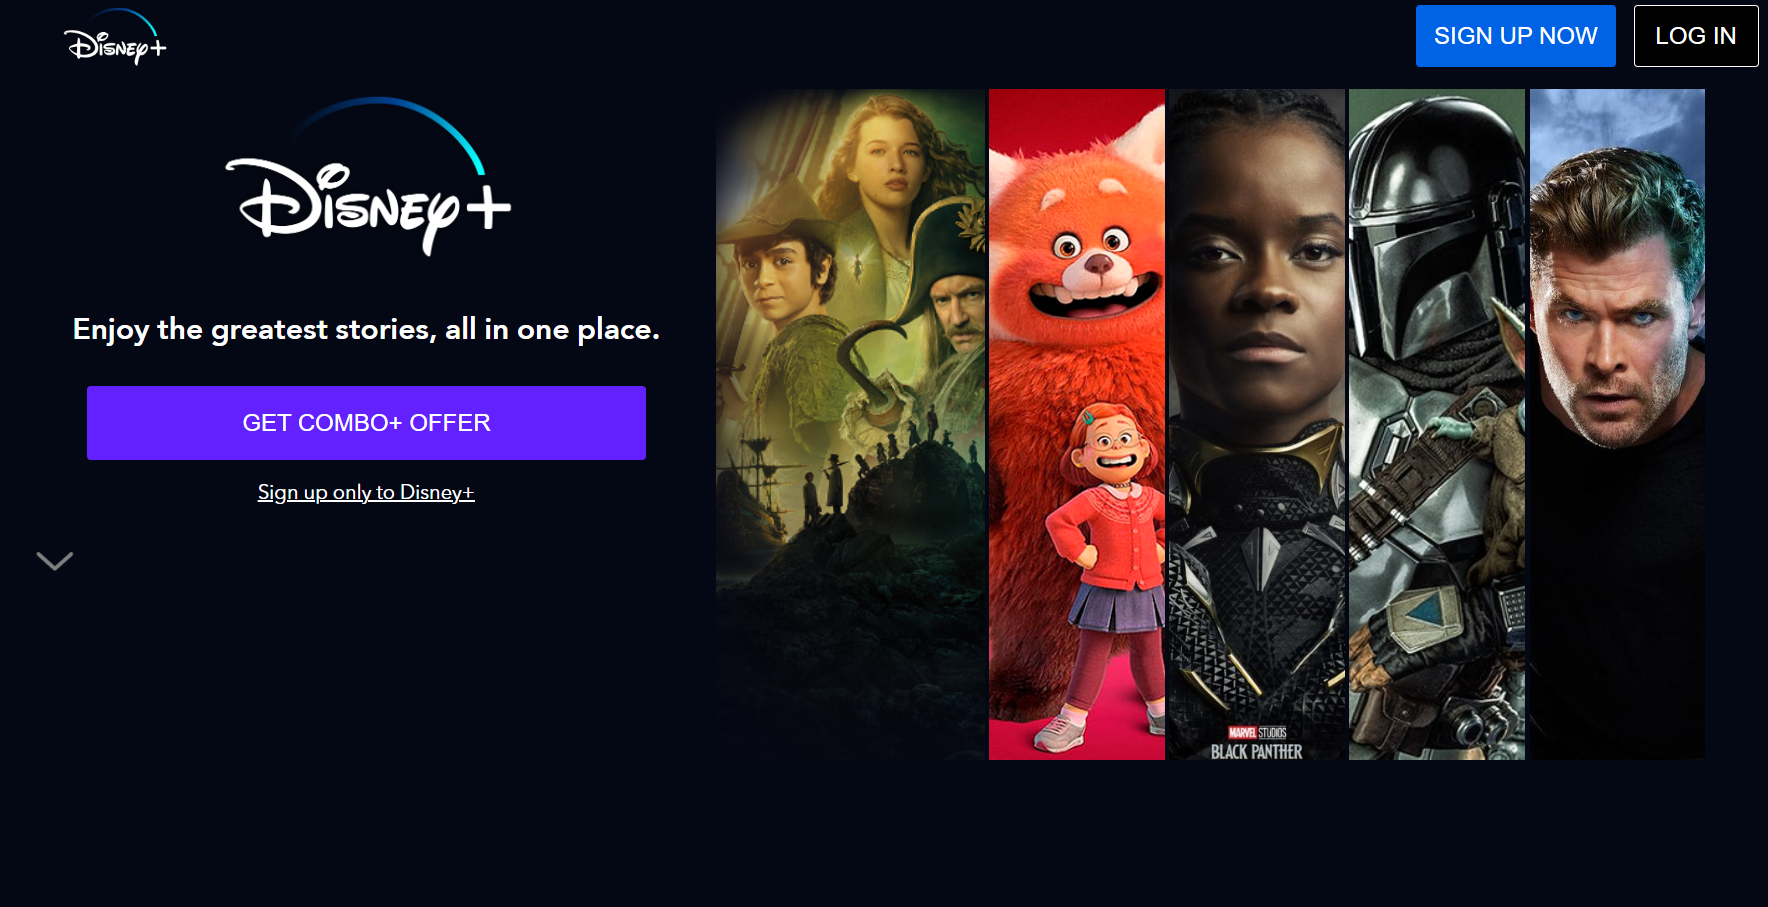 Disney+
SIGN UP NOW
LOG IN
Disney+
Enjoy the greatest stories, all in one place.
GET COMBO+ OFFER
Sign up only to Disney+
MARVEL STUDIOS
BLACK PANTHER